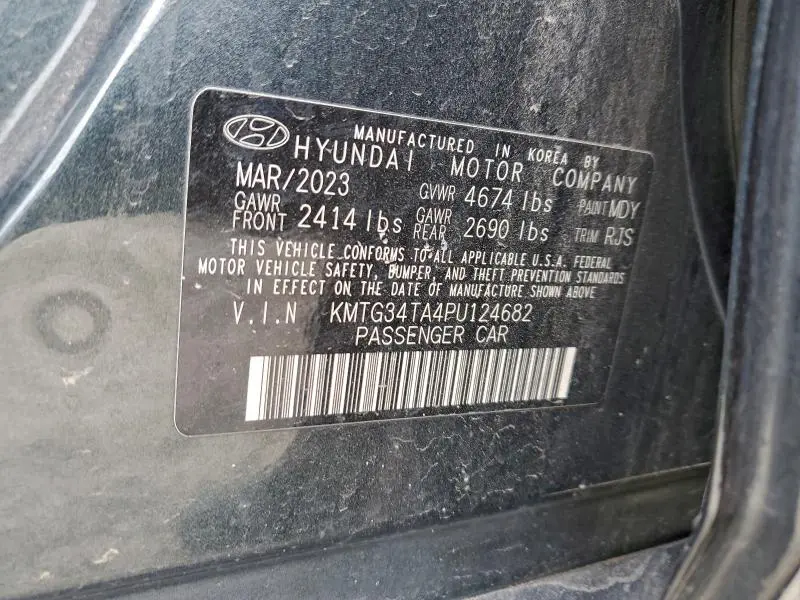 MANUFACTURED IN KOREA BY
HYUNDAI MOTOR COMPANY
MAR/2023 GVWR 4674 lbs PAINT MDY
GAWR FRONT 2414 lbs GAWR REAR 2690 lbs TRIM RJS
THIS VEHICLE CONFORMS TO ALL APPLICABLE U.S.A. FEDERAL
MOTOR VEHICLE SAFETY, BUMPER, AND THEFT PREVENTION STANDARDS
IN EFFECT ON THE DATE OF MANUFACTURE SHOWN ABOVE
V.I.N KMTG34TA4PU124682
PASSENGER CAR